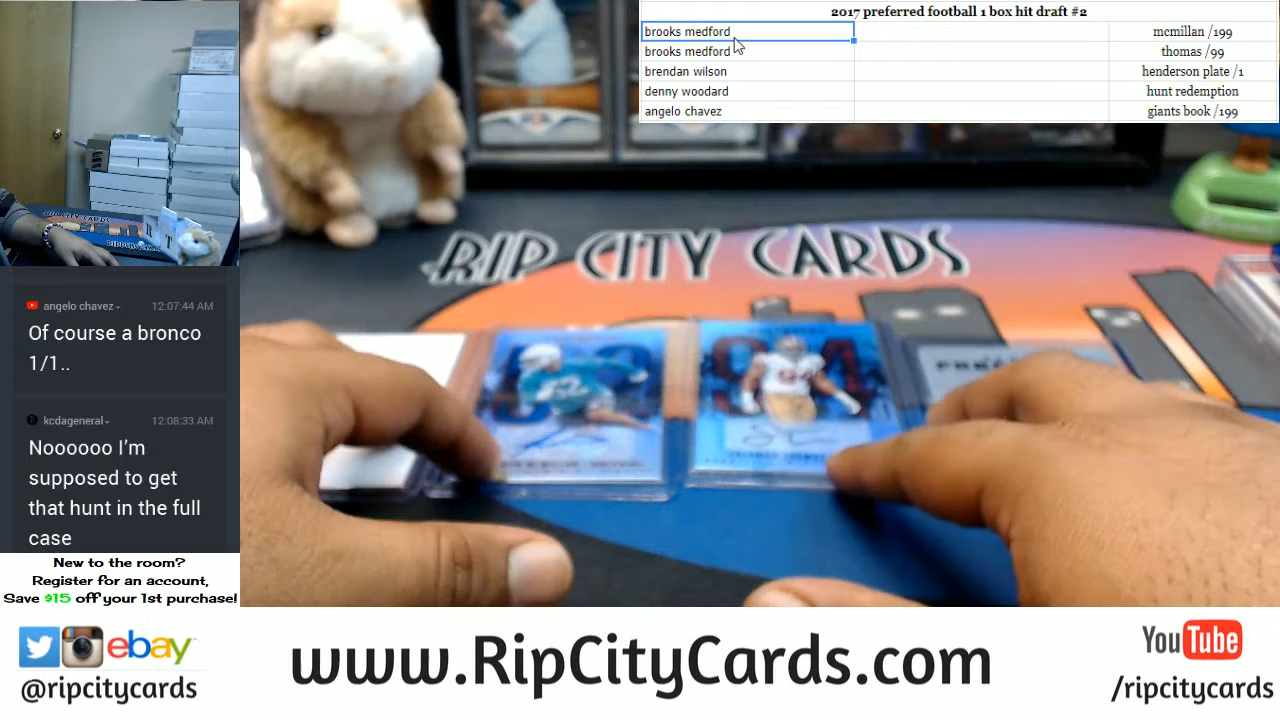 2017 preferred football 1 box hit draft #2
brooks medford mcmillan /199
brooks medford thomas /99
brendan wilson henderson plate /1
denny woodard hunt redemption
angelo chavez giants book /199
RIP CITY CARDS
angelo chavez 12:07:44 AM
Of course a bronco
1/1..
kcdageneral 12:08:33 AM
Noooooo I'm
supposed to get
that hunt in the full
case
52
94
New to the room?
Register for an account,
Save $15 off your 1st purchase!
ebay
@ripcitycards
www.RipCityCards.com
YouTube
/ripcitycards